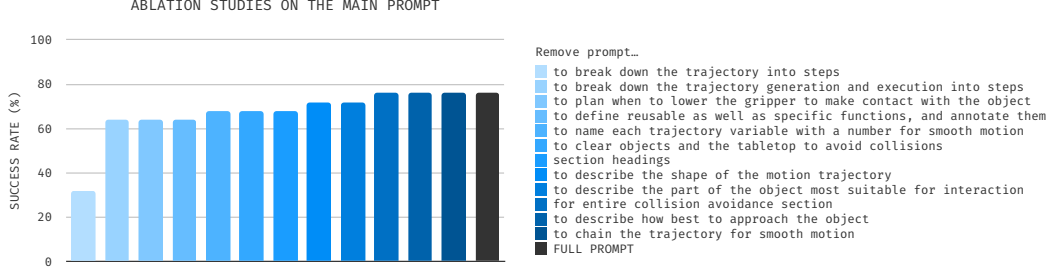 ABLATION STUDIES ON THE MAIN PROMPT
100
80
60
40
20
0
SUCCESS RATE (%)
Remove prompt…
to break down the trajectory into steps
to break down the trajectory generation and execution into steps
to plan when to lower the gripper to make contact with the object
to define reusable as well as specific functions, and annotate them
to name each trajectory variable with a number for smooth motion
to clear objects and the tabletop to avoid collisions
section headings
to describe the shape of the motion trajectory
to describe the part of the object most suitable for interaction
for entire collision avoidance section
to describe how best to approach the object
to chain the trajectory for smooth motion
FULL PROMPT